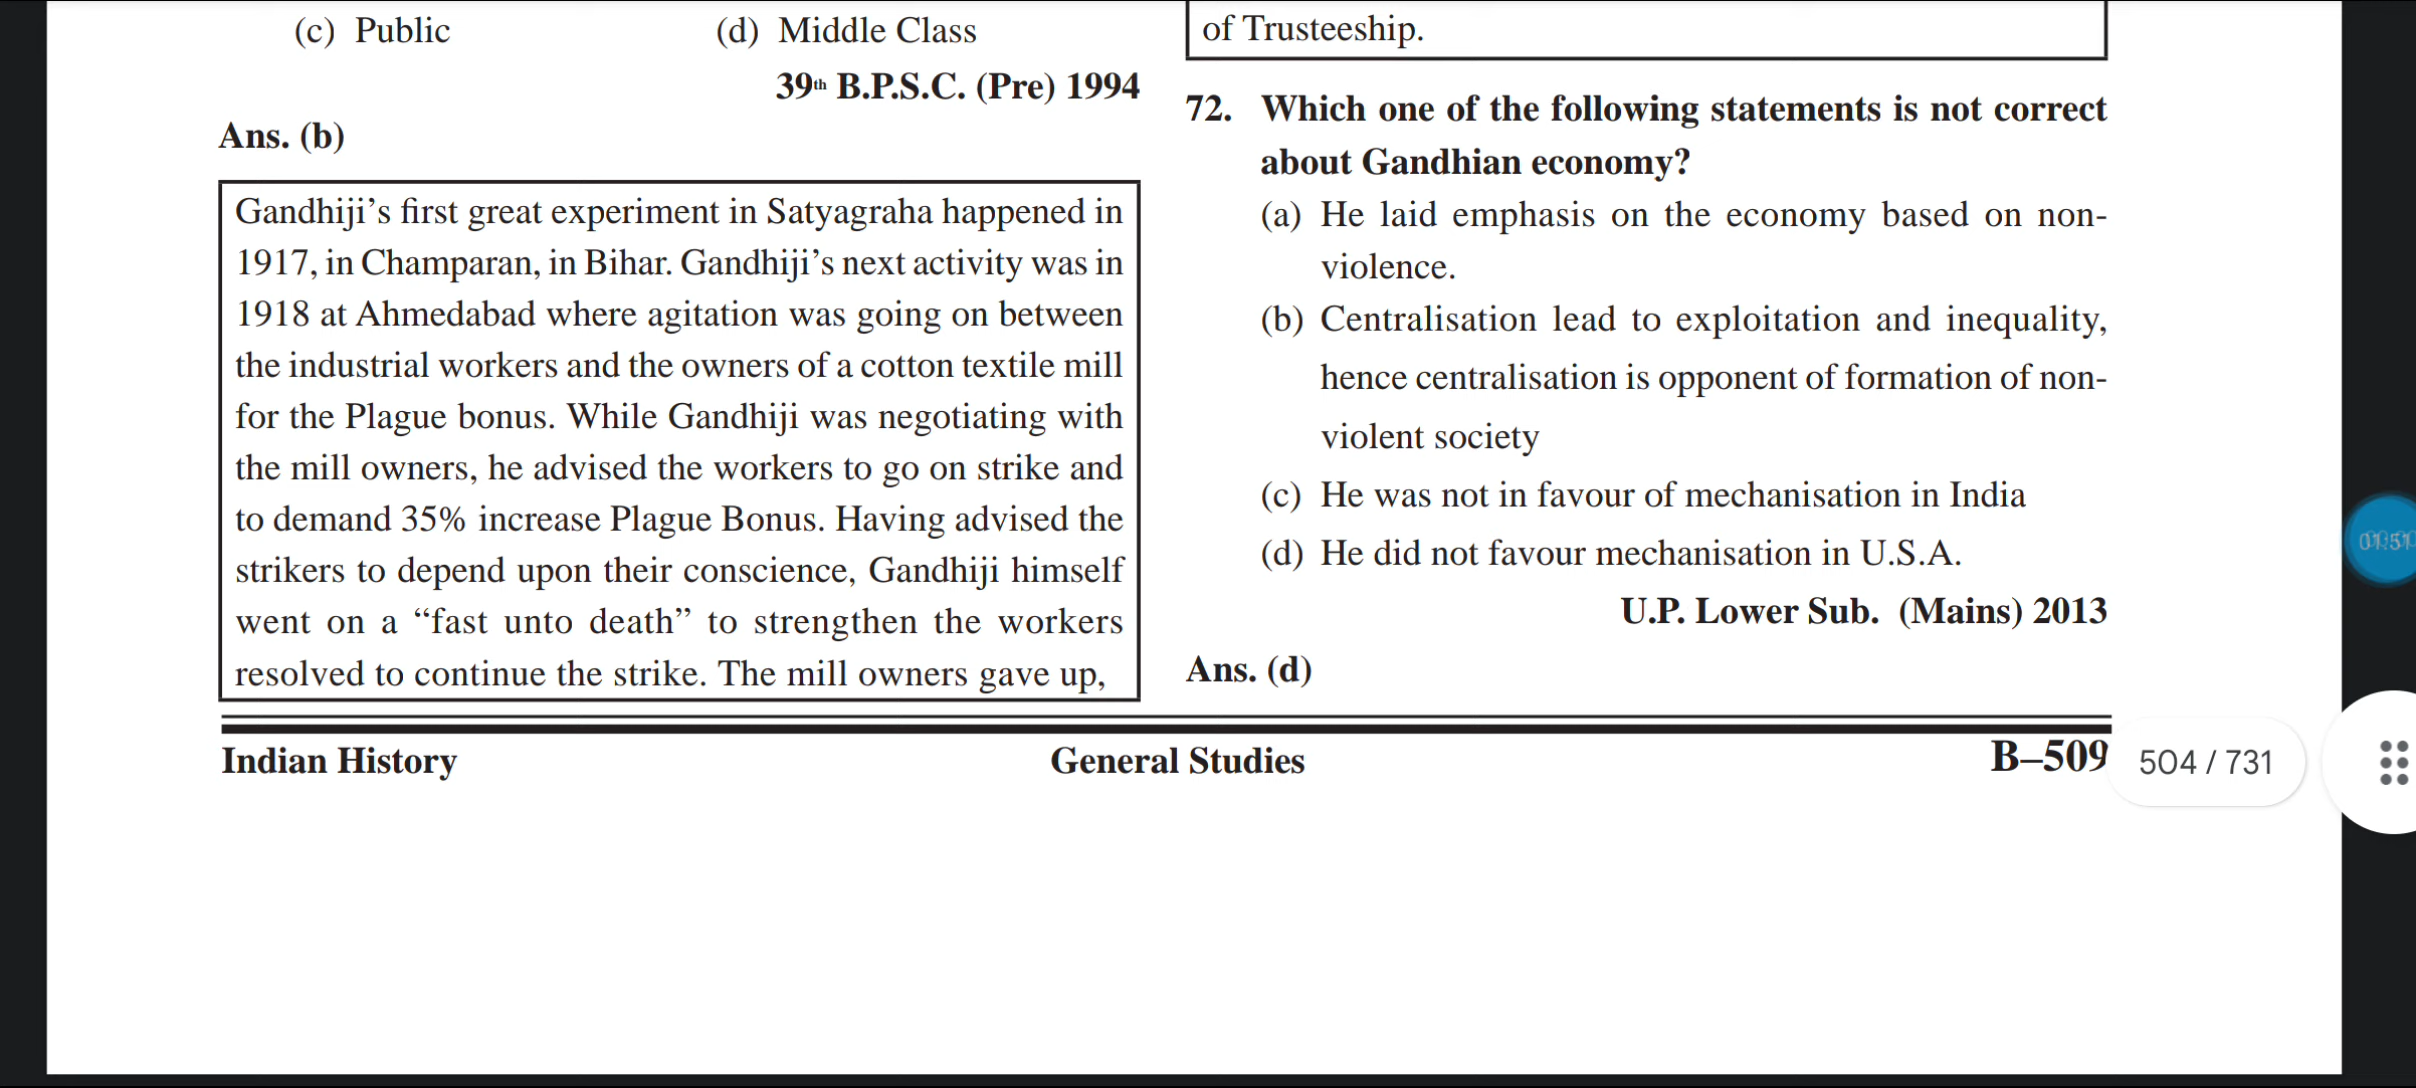 (c) Public (d) Middle Class
39th B.P.S.C. (Pre) 1994
Ans. (b)
Gandhiji’s first great experiment in Satyagraha happened in
1917, in Champaran, in Bihar. Gandhiji’s next activity was in
1918 at Ahmedabad where agitation was going on between
the industrial workers and the owners of a cotton textile mill
for the Plague bonus. While Gandhiji was negotiating with
the mill owners, he advised the workers to go on strike and
to demand 35% increase Plague Bonus. Having advised the
strikers to depend upon their conscience, Gandhiji himself
went on a “fast unto death” to strengthen the workers
resolved to continue the strike. The mill owners gave up,
of Trusteeship.
72. Which one of the following statements is not correct
about Gandhian economy?
(a) He laid emphasis on the economy based on non-
violence.
(b) Centralisation lead to exploitation and inequality,
hence centralisation is opponent of formation of non-
violent society
(c) He was not in favour of mechanisation in India
(d) He did not favour mechanisation in U.S.A.
U.P. Lower Sub. (Mains) 2013
Ans. (d)
Indian History General Studies B–509
504 / 731